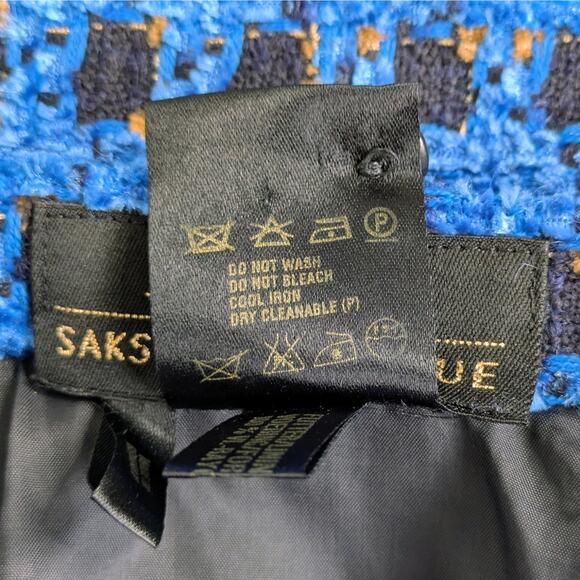 DO NOT WASH
DO NOT BLEACH
COOL IRON
DRY CLEANABLE (P)
SAKS UE